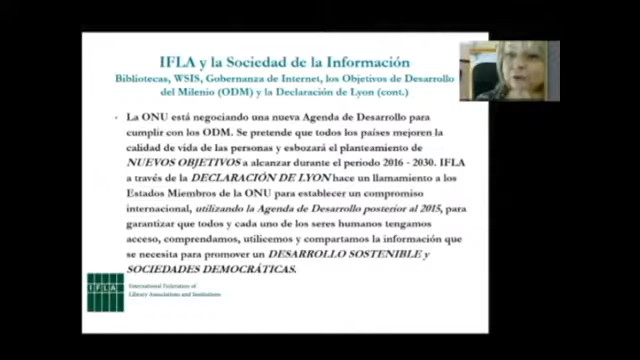 IFLA y la Sociedad de la Información
Bibliotecas, WSIS, Gobernanza de Internet, los Objetivos de Desarrollo
del Milenio (ODM) y la Declaración de Lyon (cont.)
• La ONU está negociando una nueva Agenda de Desarrollo para
cumplir con los ODM. Se pretende que todos los países mejoren la
calidad de vida de las personas y esbozará el planteamiento de
NUEVOS OBJETIVOS a alcanzar durante el periodo 2016 - 2030. IFLA
a través de la DECLARACIÓN DE LYON hace un llamamiento a los
Estados Miembros de la ONU para establecer un compromiso
internacional, utilizando la Agenda de Desarrollo posterior al 2015, para
garantizar que todos y cada uno de los seres humanos tengamos
acceso, comprendamos, utilicemos y compartamos la información que
se necesita para promover un DESARROLLO SOSTENIBLE y
SOCIEDADES DEMOCRÁTICAS.
IFLA
International Federation of
Library Associations and Institutions